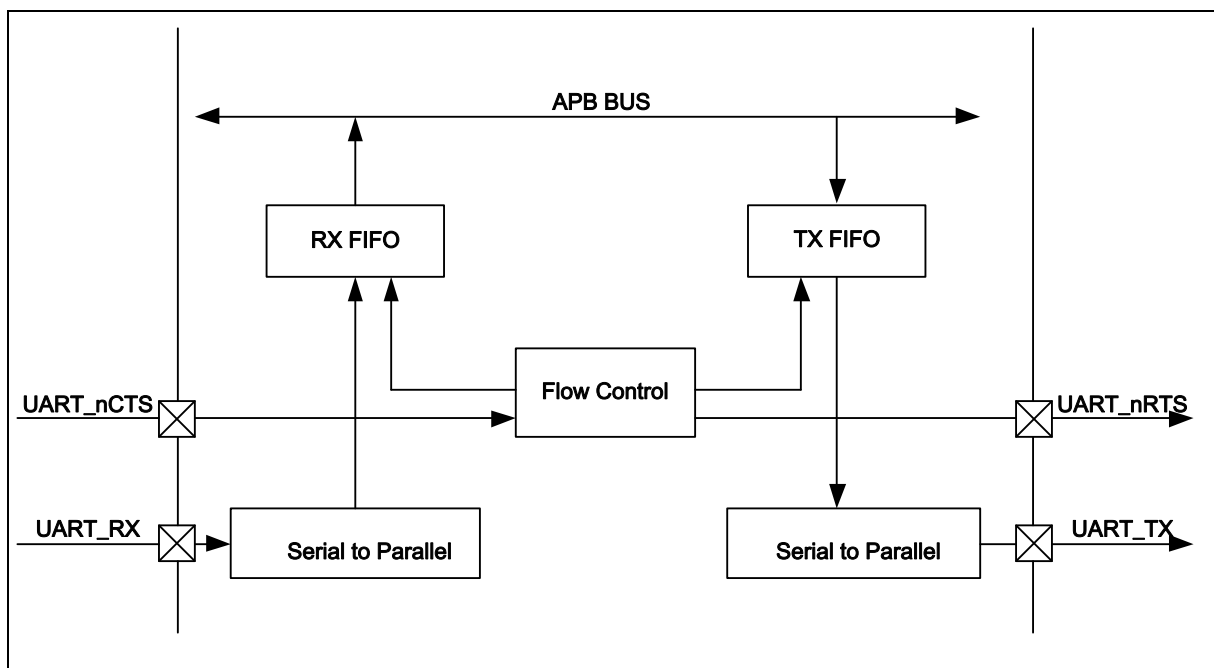 APB BUS
RX FIFO
TX FIFO
Flow Control
UART_nCTS
UART_nRTS
UART_RX
Serial to Parallel
Serial to Parallel
UART_TX